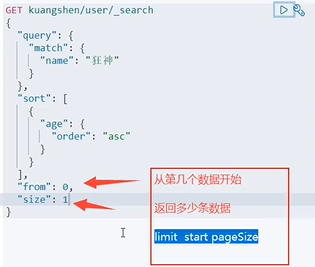 GET kuangshen/user/_search
{
  "query": {
    "match": {
      "name": "狂神"
    }
  },
  "sort": [
    {
      "age": {
        "order": "asc"
      }
    }
  ],
  "from": 0,
  "size": 1
}
从第几个数据开始
返回多少条数据
limit start pageSize